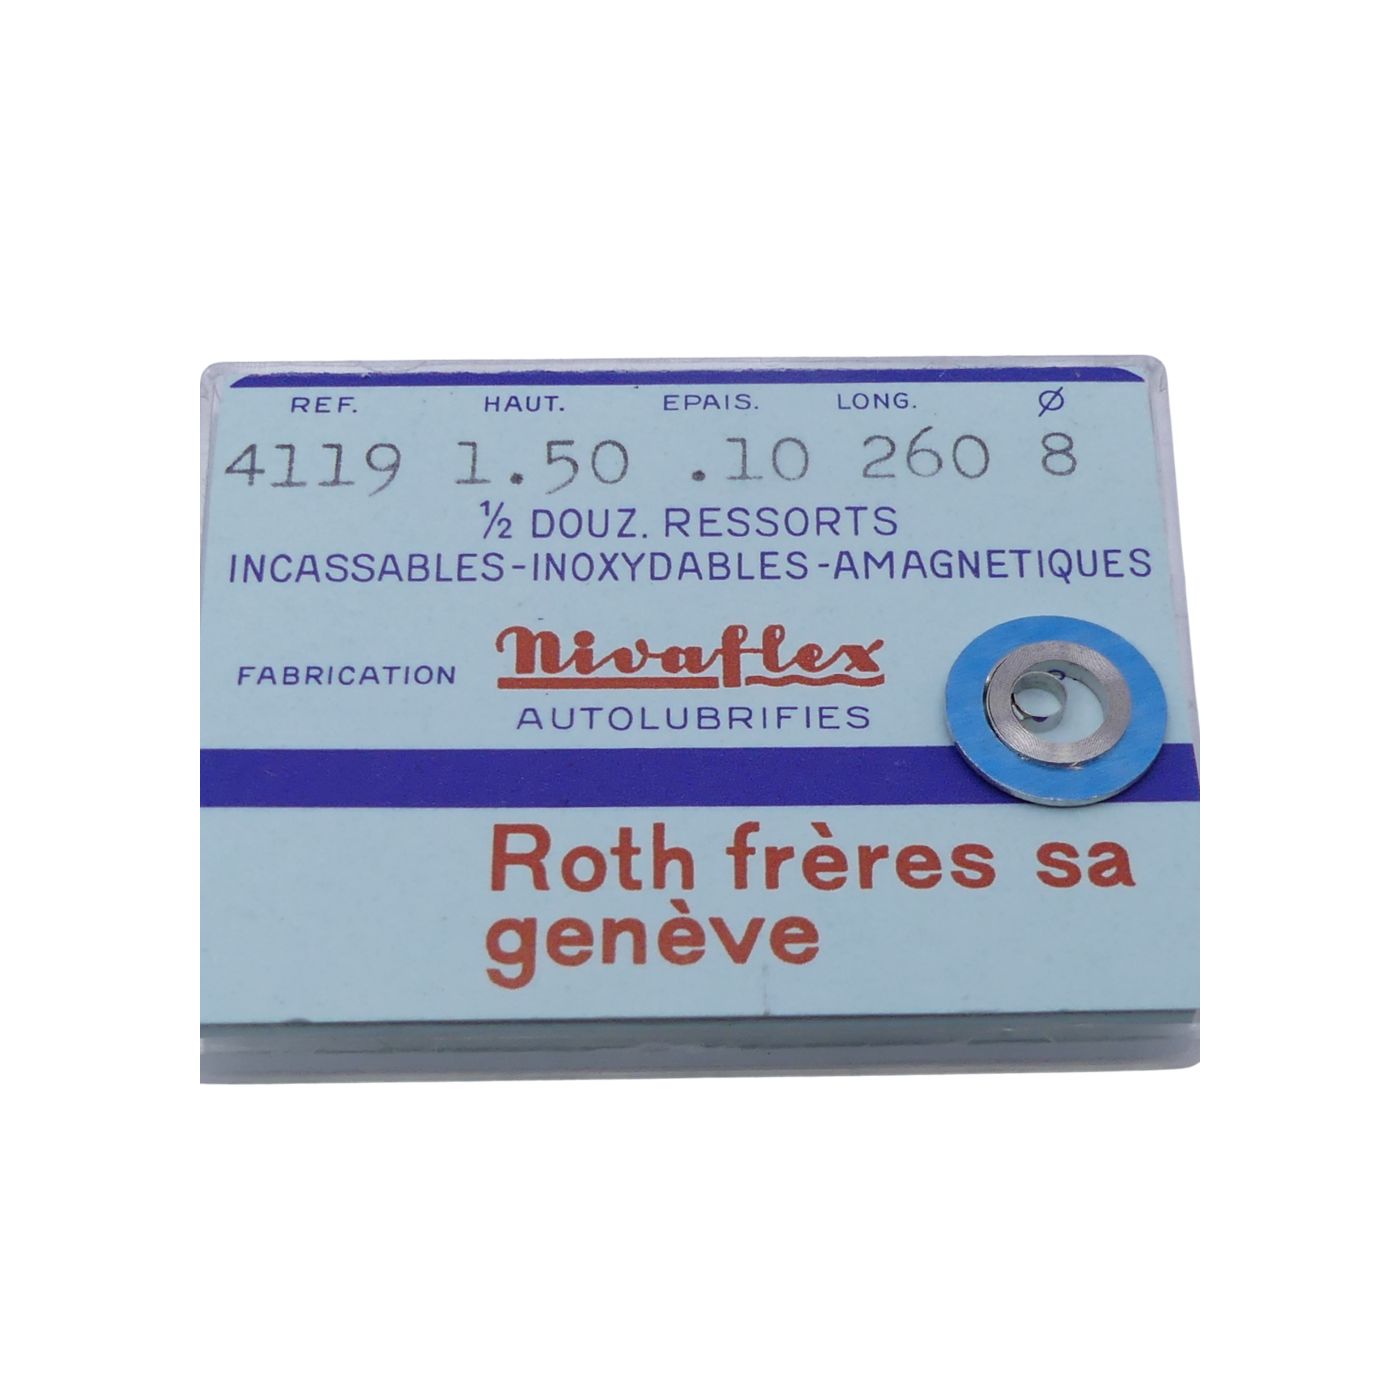 REF. HAUT. EPAIS. LONG. Ø
4119 1.50 .10 260 8
½ DOUZ. RESSORTS
INCASSABLES-INOXYDABLES-AMAGNETIQUES
FABRICATION nivaflex
AUTOLUBRIFIES
Roth frères sa
genève